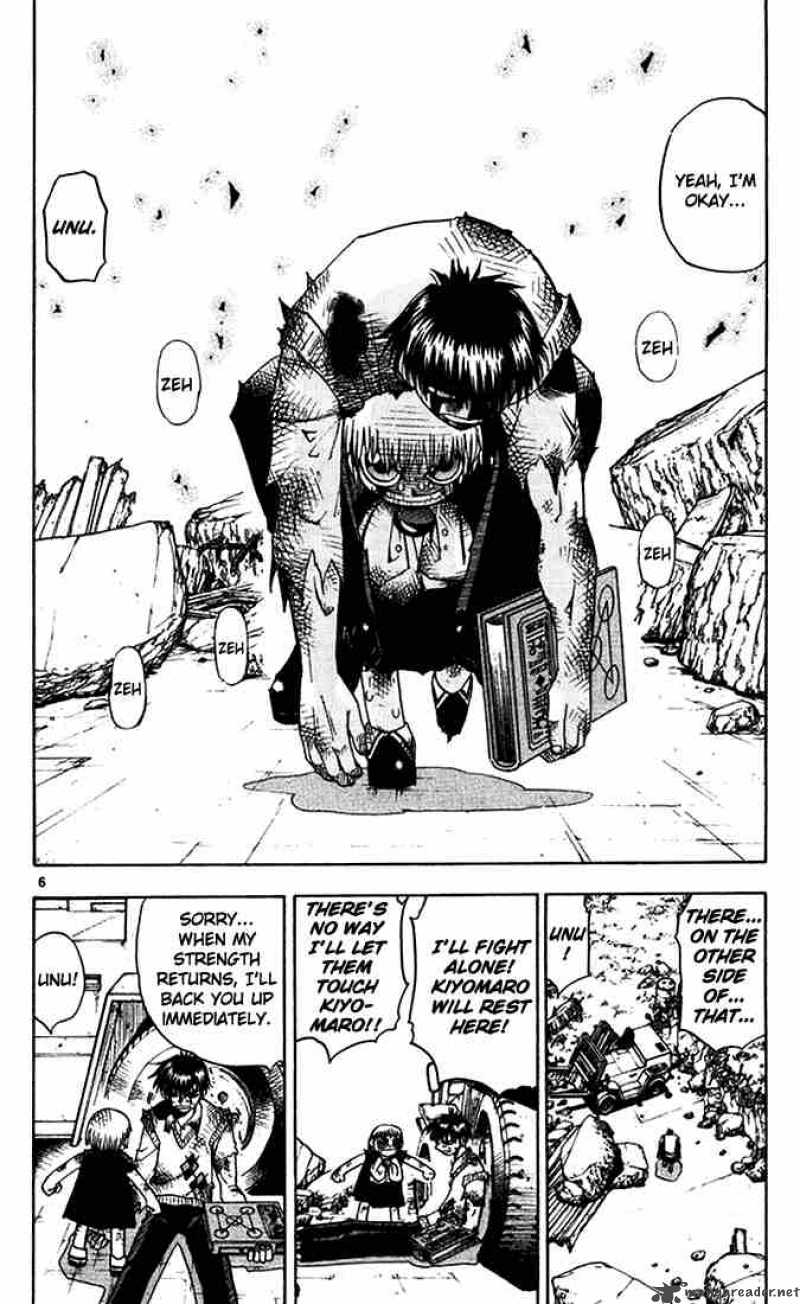 YEAH, I'M
OKAY...
UNU.
ZEH
ZEH
ZEH
ZEH
ZEH
6
THERE...
ON THE
OTHER
SIDE
OF...
THAT...
UNU
!
I'LL FIGHT
ALONE!
KIYOMARO
WILL REST
HERE!
THERE'S
NO WAY
I'LL LET
THEM
TOUCH
KIYO-
MARO!!
SORRY...
WHEN MY
STRENGTH
RETURNS, I'LL
BACK YOU UP
IMMEDIATELY.
UNU!